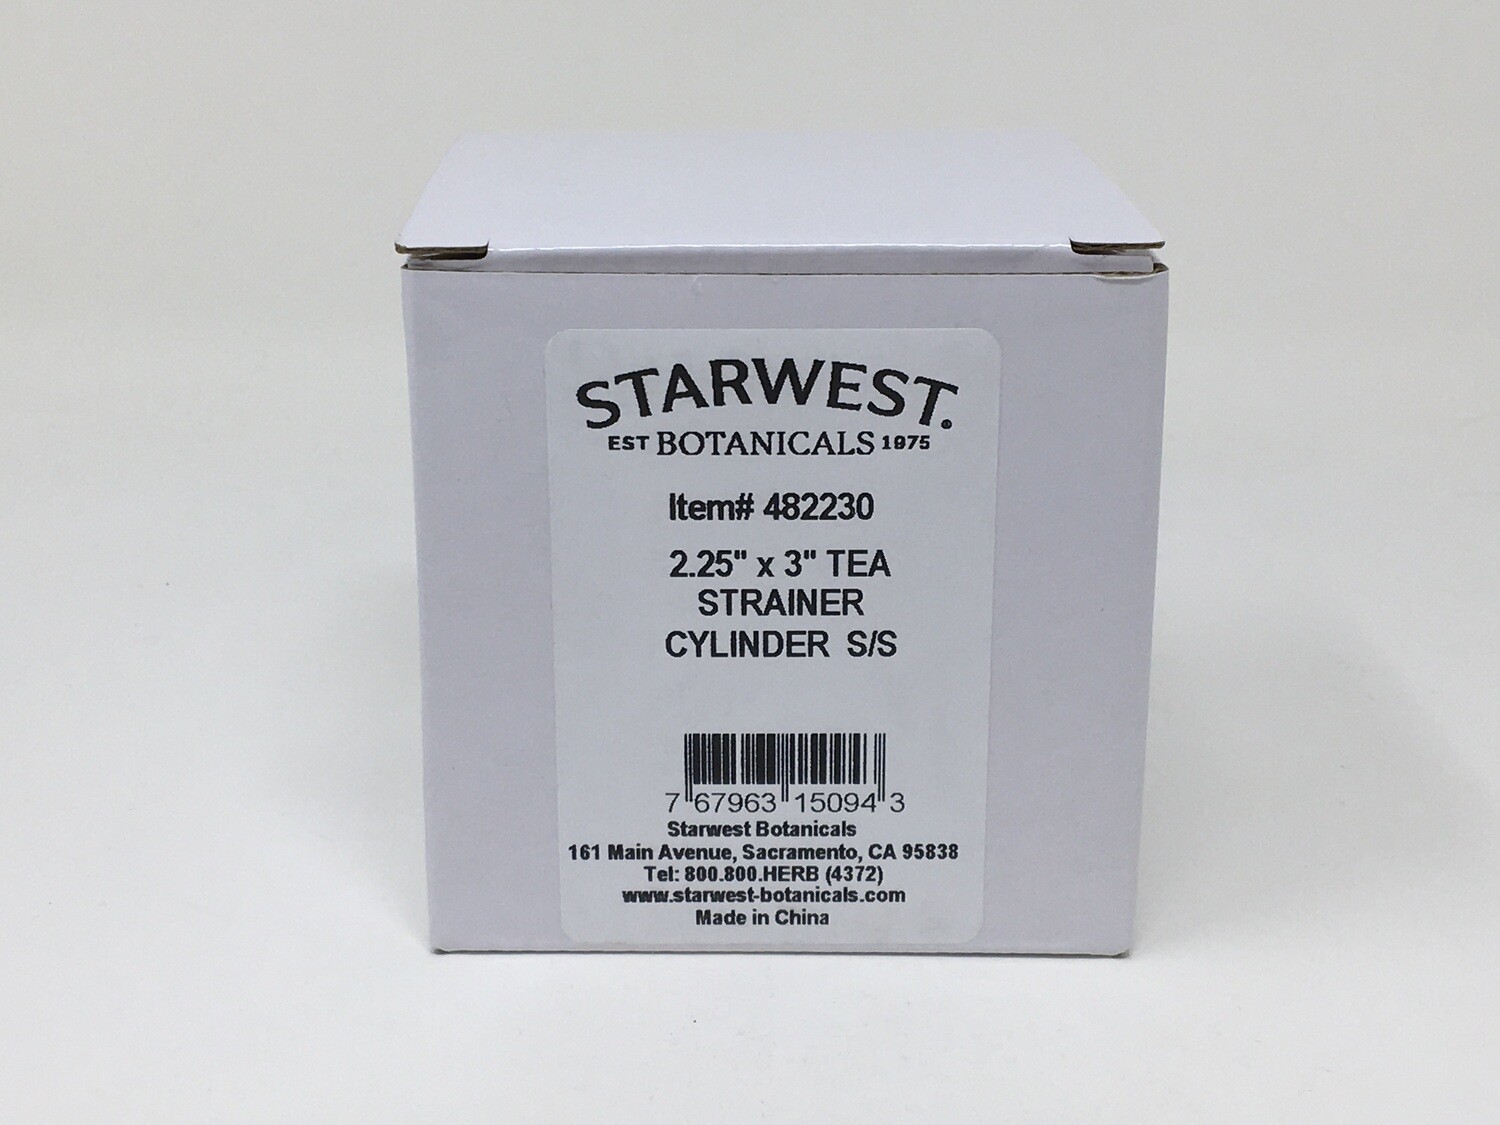 STARWEST®
EST BOTANICALS 1975
Item# 482230
2.25" x 3" TEA
STRAINER
CYLINDER S/S
7 67963 15094 3
Starwest Botanicals
161 Main Avenue, Sacramento, CA 95838
Tel: 800.800.HERB (4372)
www.starwest-botanicals.com
Made in China